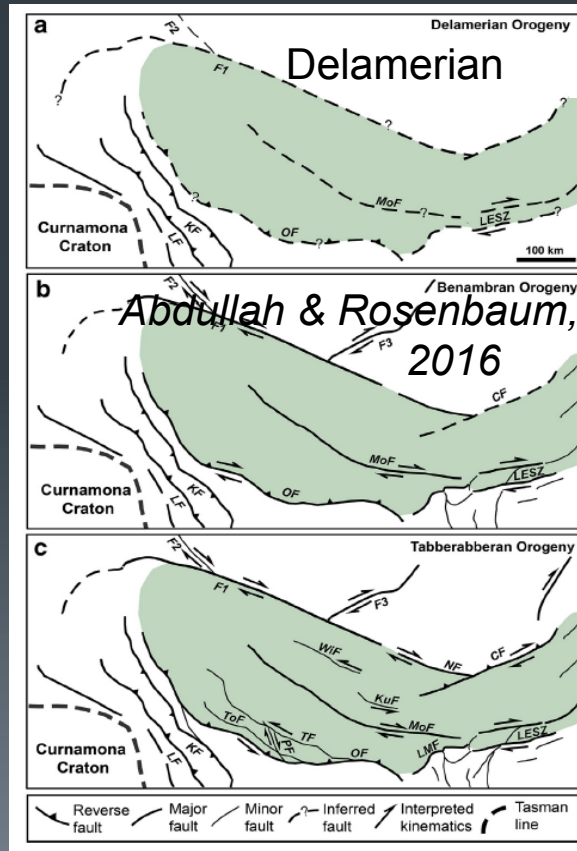 a
Delamerian Orogeny
F2
F1
Delamerian
?
?
?
MoF
?
LESZ
?
OF
?
KF
LF
Curnamona
Craton
100 km
b
Benambran Orogeny
F2
Abdullah & Rosenbaum,
2016
F3
CF
MoF
LESZ
OF
KF
LF
Curnamona
Craton
c
Tabberabberan Orogeny
F2
F1
F3
WiF
NF
CF
KuF
ToF
MoF
TF
PF
OF
LMF
LESZ
KF
LF
Curnamona
Craton
Reverse fault
Major fault
Minor fault
? Inferred fault
Interpreted kinematics
Tasman line